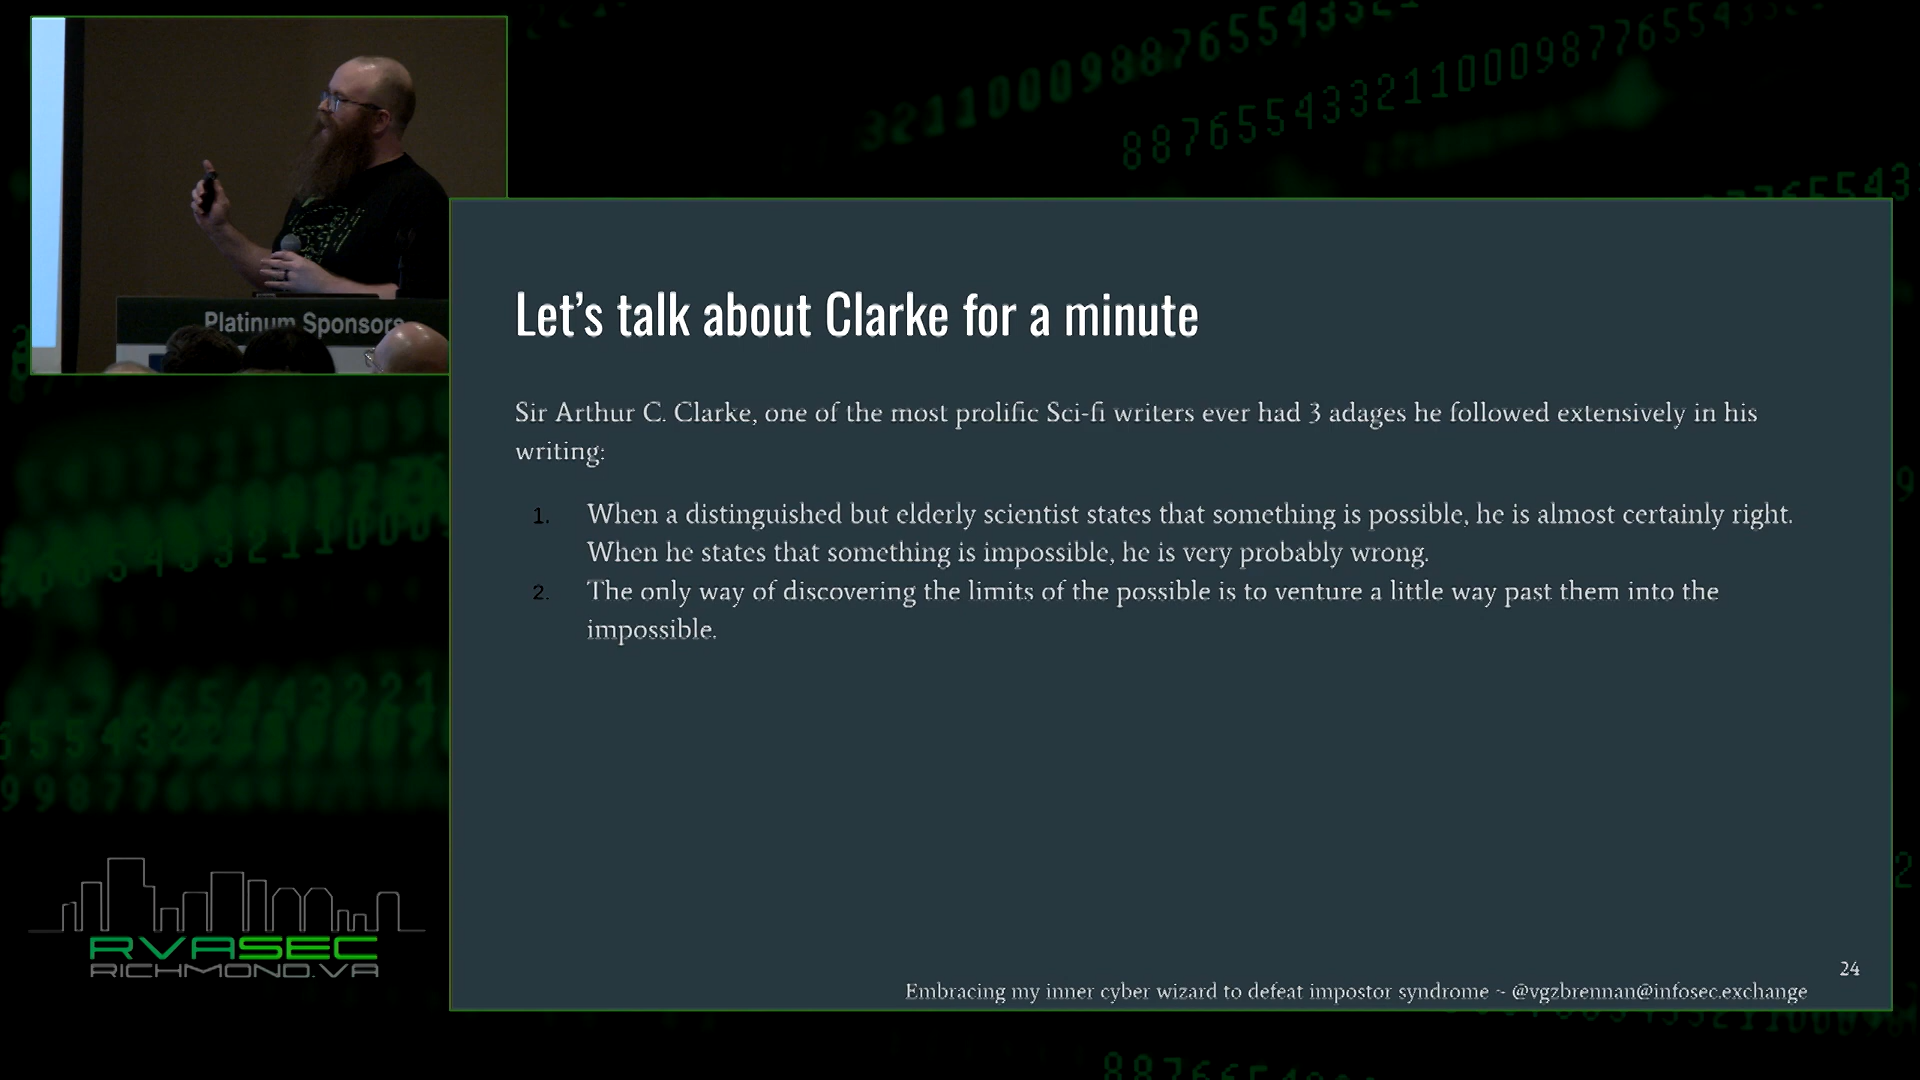 Platinum Sponsors
Let's talk about Clarke for a minute
Sir Arthur C. Clarke, one of the most prolific Sci-fi writers ever had 3 adages he followed extensively in his
writing:
1. When a distinguished but elderly scientist states that something is possible, he is almost certainly right.
When he states that something is impossible, he is very probably wrong.
2. The only way of discovering the limits of the possible is to venture a little way past them into the
impossible.
24
Embracing my inner cyber wizard to defeat impostor syndrome ~ @vgzbrennan@infosec.exchange
RVASEC
RICHMOND.VA
887655433211000987765543